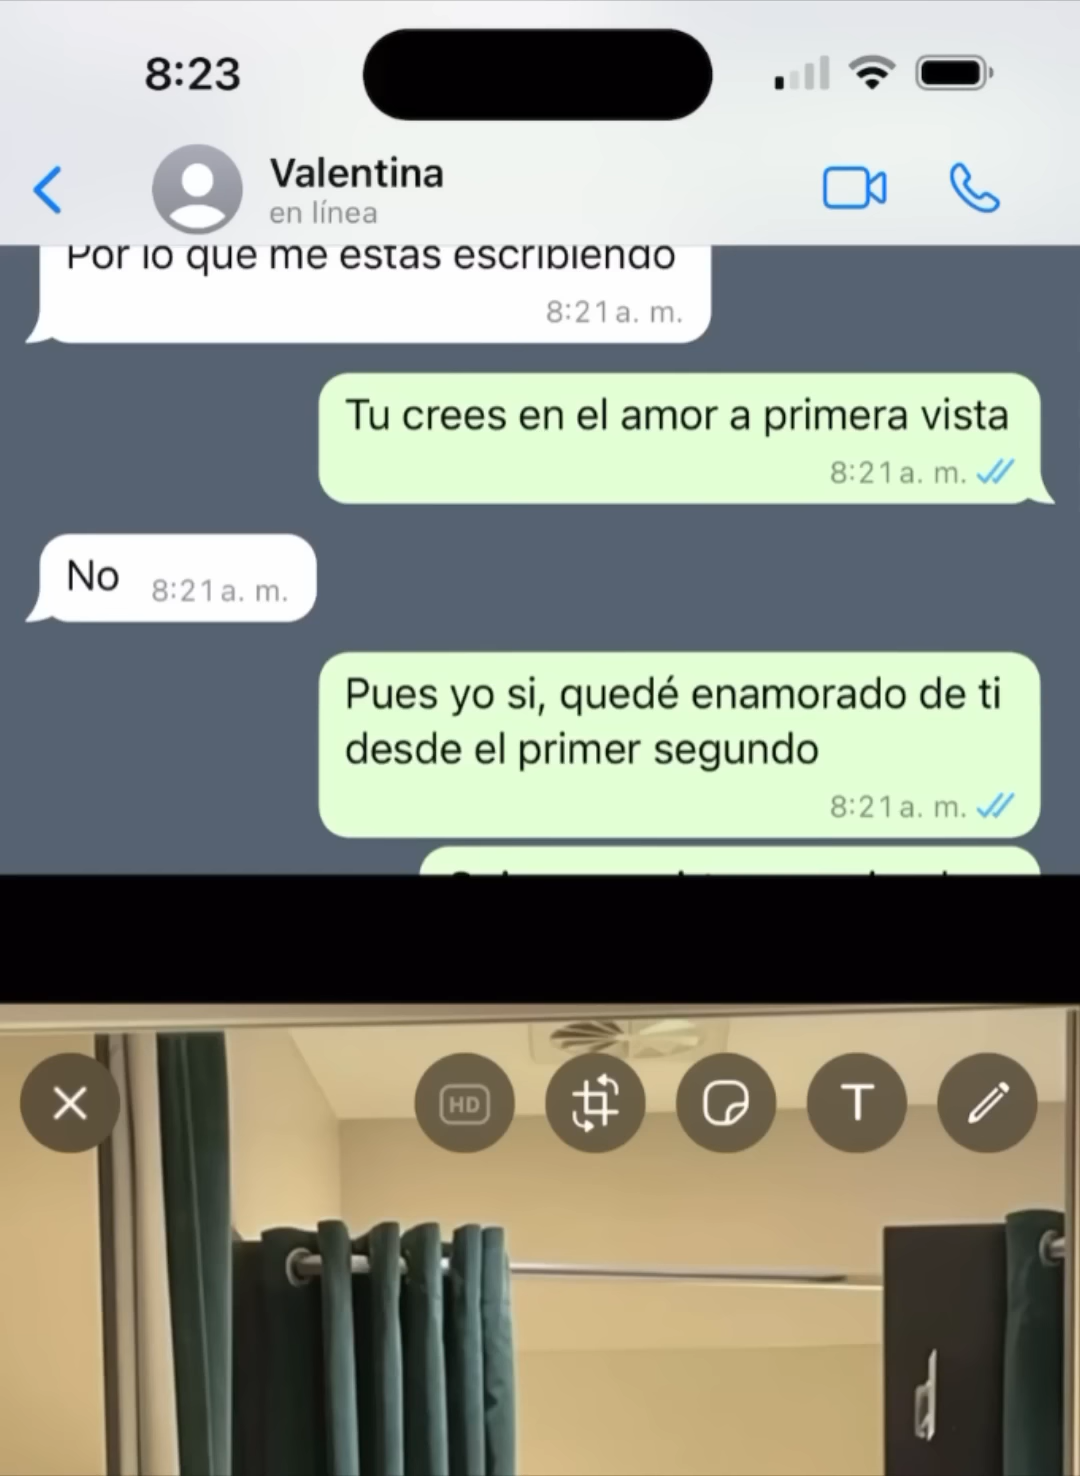 8:23
Valentina
en línea
Por lo que me estás escribiendo
8:21 a. m.
Tu crees en el amor a primera vista
8:21 a. m.
No 8:21 a. m.
Pues yo si, quedé enamorado de ti
desde el primer segundo
8:21 a. m.
HD
T